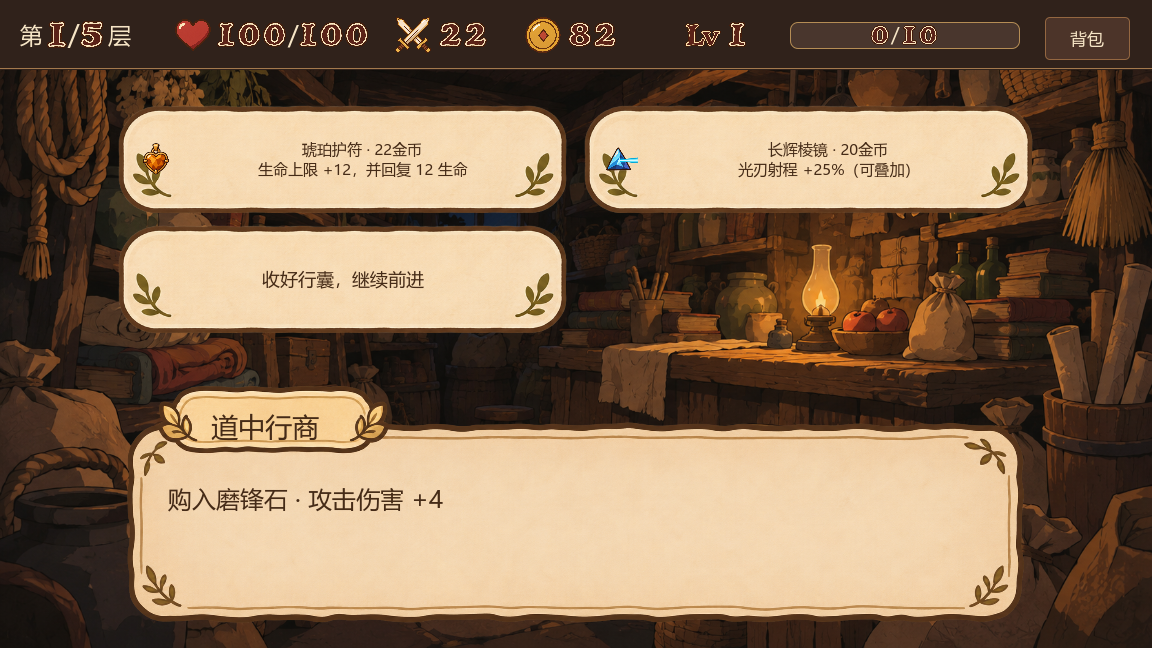 第1/5层
100/100
22
82
Lv 1
0/10
背包
琥珀护符 · 22金币
生命上限 +12，并回复 12 生命
长辉棱镜 · 20金币
光刃射程 +25%（可叠加）
收好行囊，继续前进
道中行商
购入磨锋石 · 攻击伤害 +4